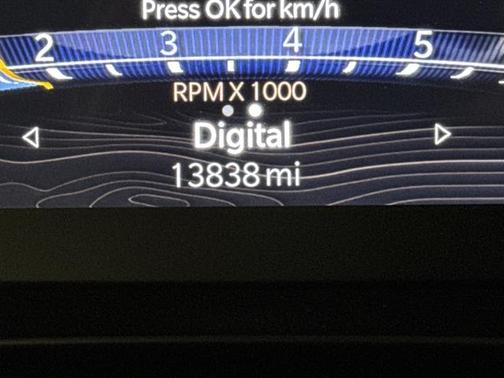 Press OK for km/h
2 3 4 5
RPM X 1000
Digital
13838 mi